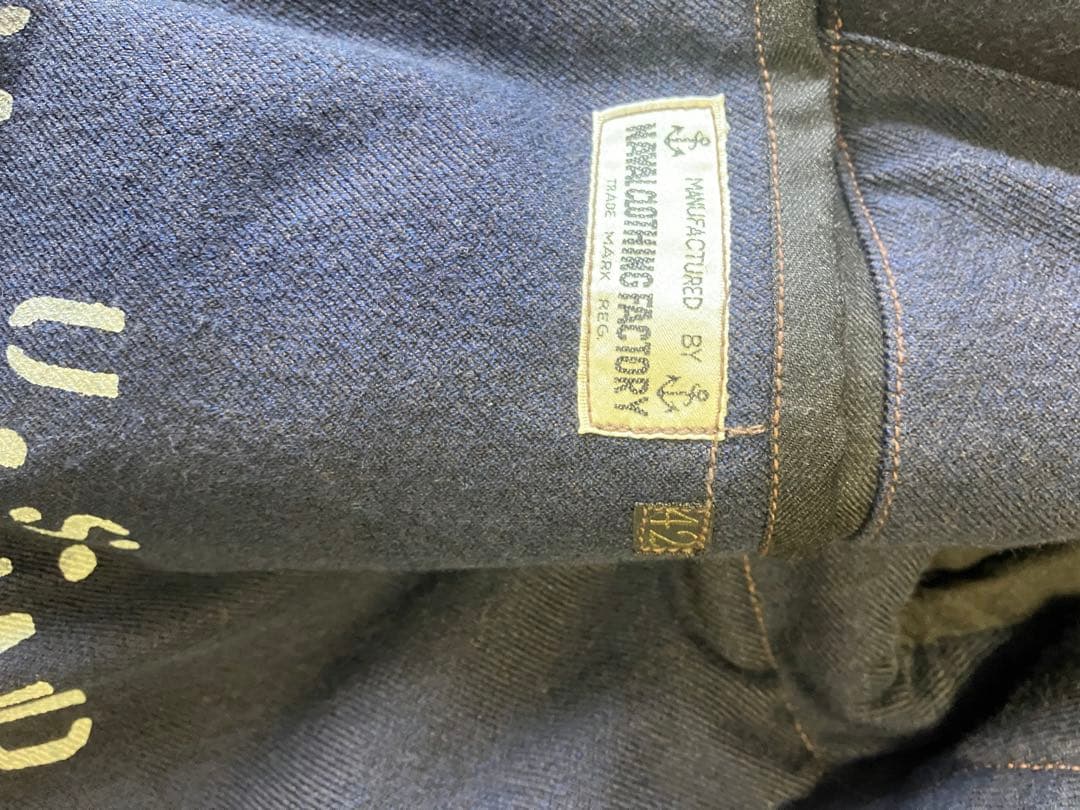 MANUFACTURED BY
NAVAL CLOTHING FACTORY
TRADE MARK REG.
42
U.S.